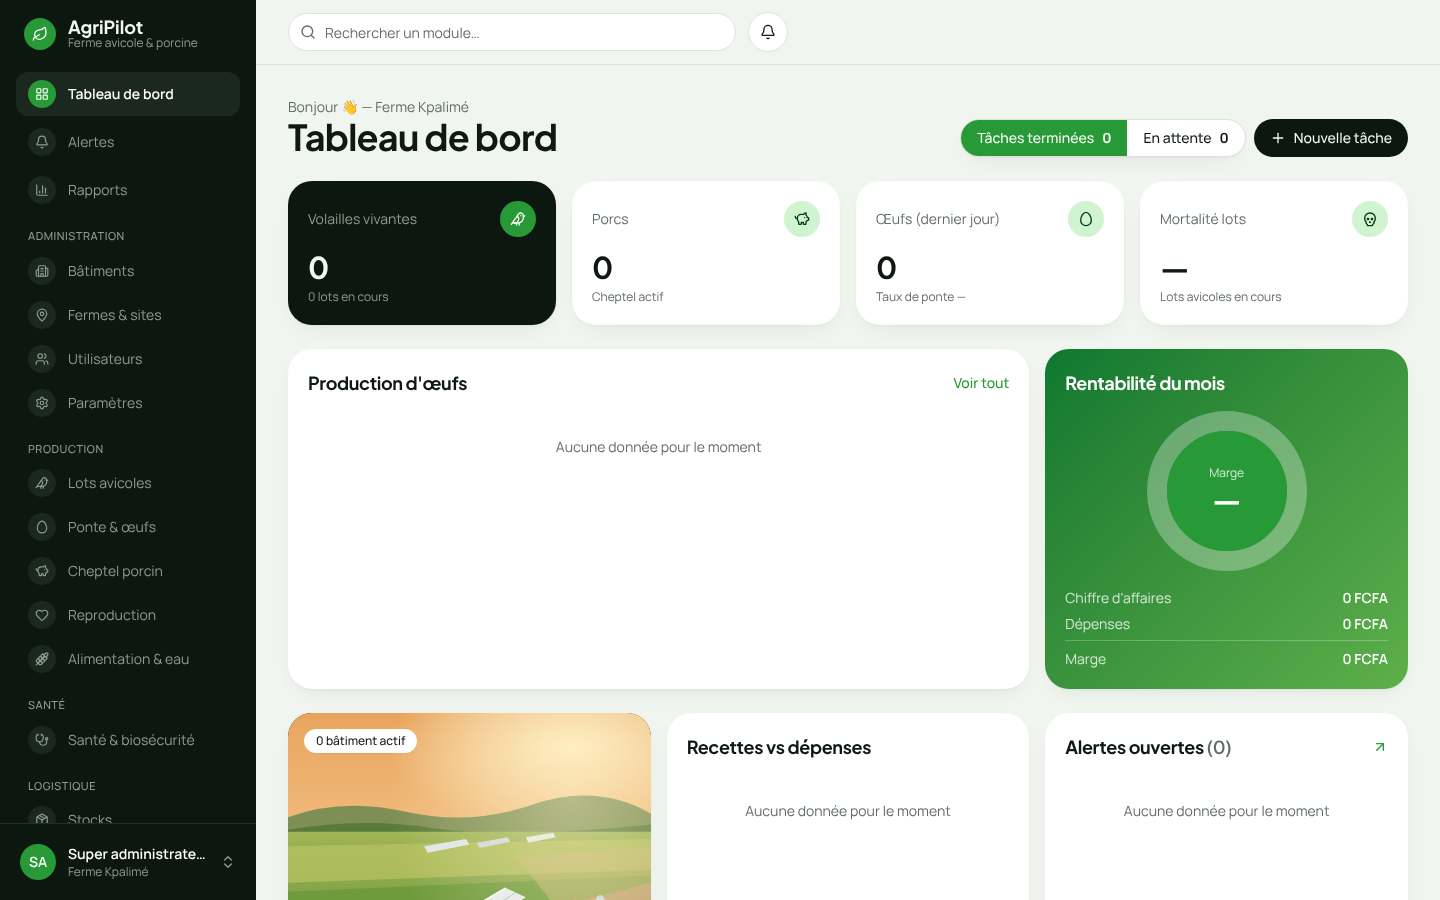 AgriPilot
Ferme avicole & porcine
Tableau de bord
Alertes
Rapports
ADMINISTRATION
Bâtiments
Fermes & sites
Utilisateurs
Paramètres
PRODUCTION
Lots avicoles
Ponte & œufs
Cheptel porcin
Reproduction
Alimentation & eau
SANTÉ
Santé & biosécurité
LOGISTIQUE
Stocks
SA
Super administrate…
Ferme Kpalimé
Rechercher un module…
Bonjour 👋 — Ferme Kpalimé
Tableau de bord
Tâches terminées 0
En attente 0
Nouvelle tâche
Volailles vivantes
0
0 lots en cours
Porcs
0
Cheptel actif
Œufs (dernier jour)
0
Taux de ponte —
Mortalité lots
—
Lots avicoles en cours
Production d'œufs
Voir tout
Aucune donnée pour le moment
Rentabilité du mois
Marge
—
Chiffre d'affaires 0 FCFA
Dépenses 0 FCFA
Marge 0 FCFA
0 bâtiment actif
Recettes vs dépenses
Aucune donnée pour le moment
Alertes ouvertes (0)
Aucune donnée pour le moment